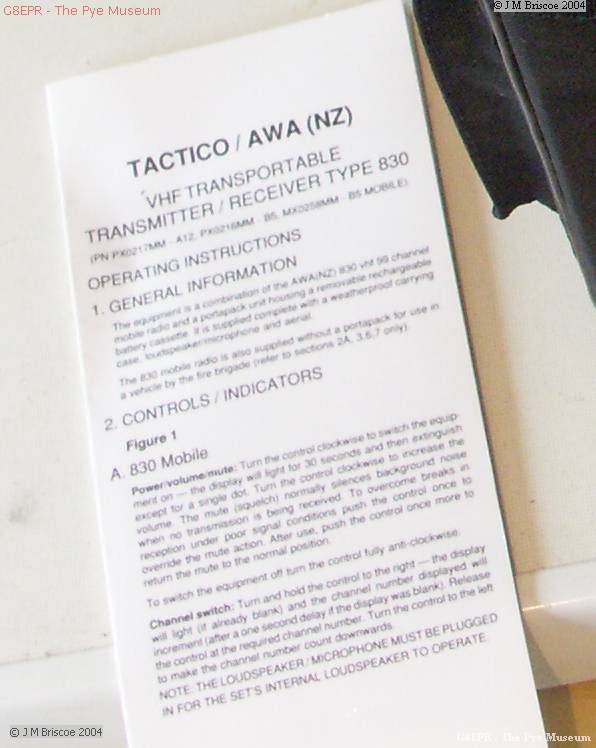 G8EPR - The Pye Museum
© J M Briscoe 2004
TACTICO / AWA (NZ)
VHF TRANSPORTABLE
TRANSMITTER / RECEIVER TYPE 830
(PN PX0217MM - A12, PX0216MM - B5, MX0258MM - B5 MOBILE)
OPERATING INSTRUCTIONS
1. GENERAL INFORMATION
The equipment is a combination of the AWA(NZ) 830 vhf 99 channel
mobile radio and a portapack unit housing a removable rechargeable
battery cassette. It is supplied complete with a weatherproof carrying
case, loudspeaker/microphone and aerial.
The 830 mobile radio is also supplied without a portapack for use in
a vehicle by the fire brigade (refer to sections 2A, 3,6,7 only).
2. CONTROLS / INDICATORS
Figure 1
A. 830 Mobile
Power/volume/mute: Turn the control clockwise to switch the equip-
ment on — the display will light for 30 seconds and then extinguish
except for a single dot. Turn the control clockwise to increase the
volume. The mute (squelch) normally silences background noise
when no transmission is being received. To overcome breaks in
reception under poor signal conditions push the control once to
override the mute action. After use, push the control once more to
return the mute to the normal position.
To switch the equipment off turn the control fully anti-clockwise.
Channel switch: Turn and hold the control to the right — the display
will light (if already blank) and the channel number displayed will
increment (after a one second delay if the display was blank). Release
the control at the required channel number. Turn the control to the left
to make the channel number count downwards.
NOTE: THE LOUDSPEAKER / MICROPHONE MUST BE PLUGGED
IN FOR THE SET'S INTERNAL LOUDSPEAKER TO OPERATE
© J M Briscoe 2004
G8EPR - The Pye Museum